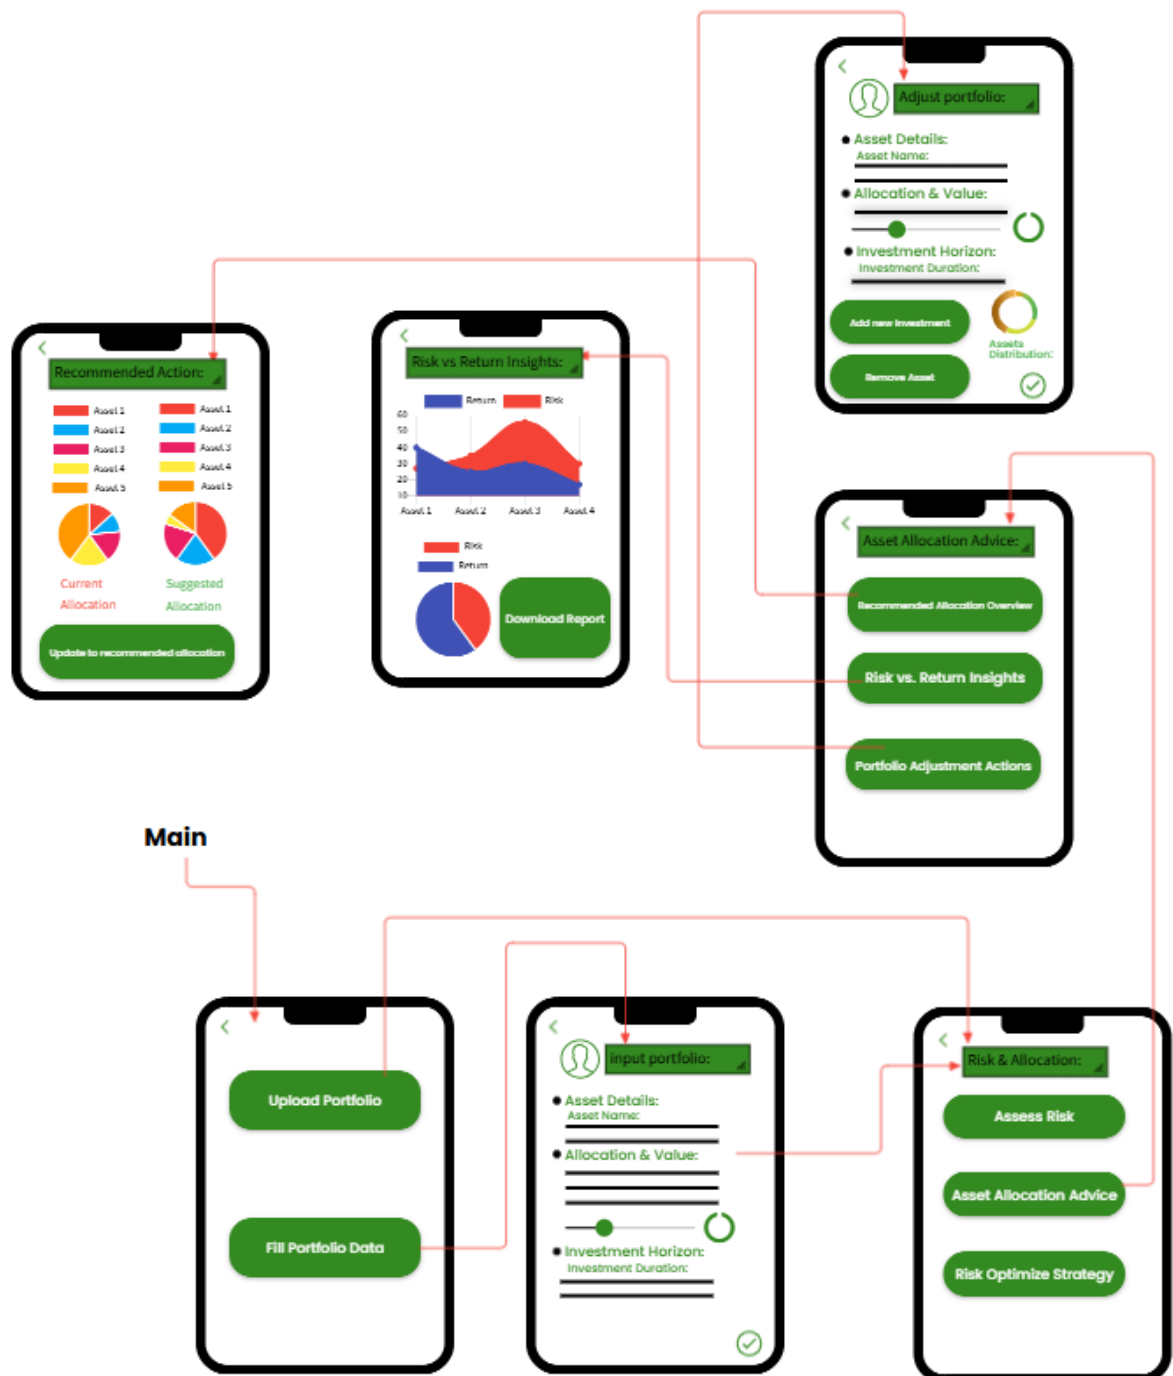 Adjust portfolio:
Asset Details:
Asset Name:
Allocation & Value:
Investment Horizon:
Investment Duration:
Add new Investment
Remove Asset
Assets
Distribution:
Recommended Action:
Asset 1
Asset 2
Asset 3
Asset 4
Asset 5
Asset 1
Asset 2
Asset 3
Asset 4
Asset 5
Current
Allocation
Suggested
Allocation
Update to recommended allocation
Risk vs Return Insights:
Return Risk
60
50
40
30
20
10
Asset 1 Asset 2 Asset 3 Asset 4
Risk
Return
Download Report
Asset Allocation Advice:
Recommended Allocation Overview
Risk vs. Return Insights
Portfolio Adjustment Actions
Main
Upload Portfolio
Fill Portfolio Data
input portfolio:
Asset Details:
Asset Name:
Allocation & Value:
Investment Horizon:
Investment Duration:
Risk & Allocation:
Assess Risk
Asset Allocation Advice
Risk Optimize Strategy